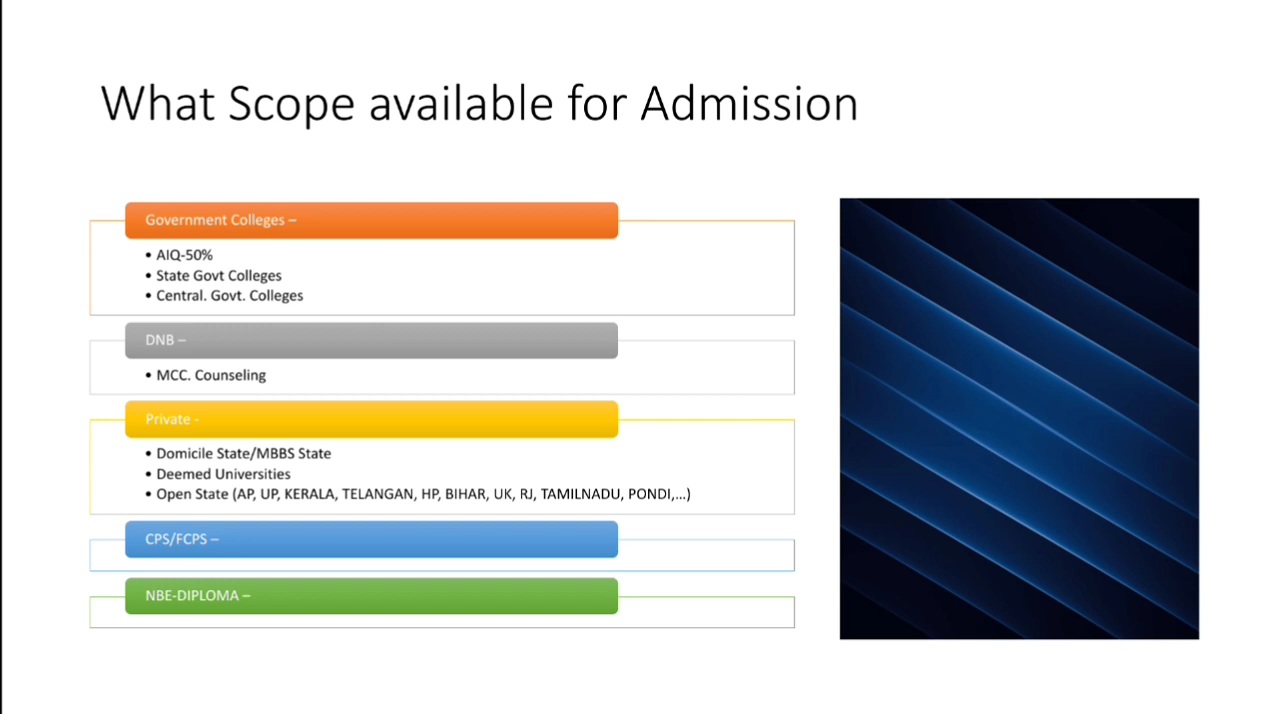 What Scope available for Admission
Government Colleges –
• AIQ-50%
• State Govt Colleges
• Central. Govt. Colleges
DNB –
• MCC. Counseling
Private -
• Domicile State/MBBS State
• Deemed Universities
• Open State (AP, UP, KERALA, TELANGAN, HP, BIHAR, UK, RJ, TAMILNADU, PONDI,...)
CPS/FCPS –
NBE-DIPLOMA –